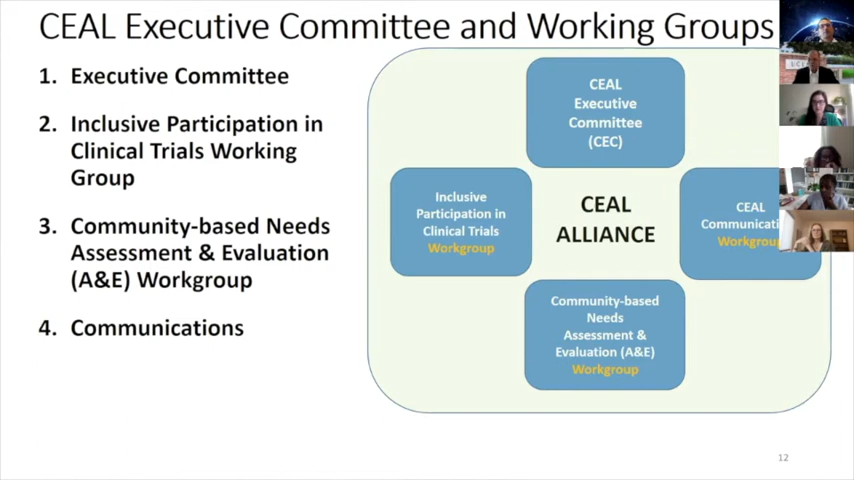 CEAL Executive Committee and Working Groups
1. Executive Committee
2. Inclusive Participation in
Clinical Trials Working
Group
3. Community-based Needs
Assessment & Evaluation
(A&E) Workgroup
4. Communications
CEAL
Executive
Committee
(CEC)
Inclusive
Participation in
Clinical Trials
Workgroup
CEAL
ALLIANCE
CEAL
Community-based
Needs
Assessment &
Evaluation (A&E)
Workgroup
12